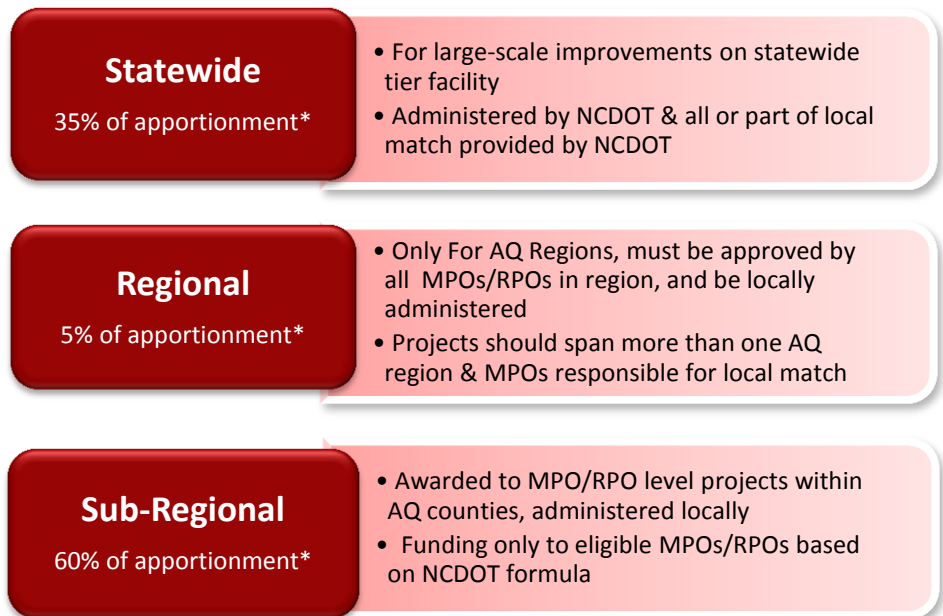 Statewide
35% of apportionment*
• For large-scale improvements on statewide
tier facility
• Administered by NCDOT & all or part of local
match provided by NCDOT
Regional
5% of apportionment*
• Only For AQ Regions, must be approved by
all MPOs/RPOs in region, and be locally
administered
• Projects should span more than one AQ
region & MPOs responsible for local match
Sub-Regional
60% of apportionment*
• Awarded to MPO/RPO level projects within
AQ counties, administered locally
• Funding only to eligible MPOs/RPOs based
on NCDOT formula